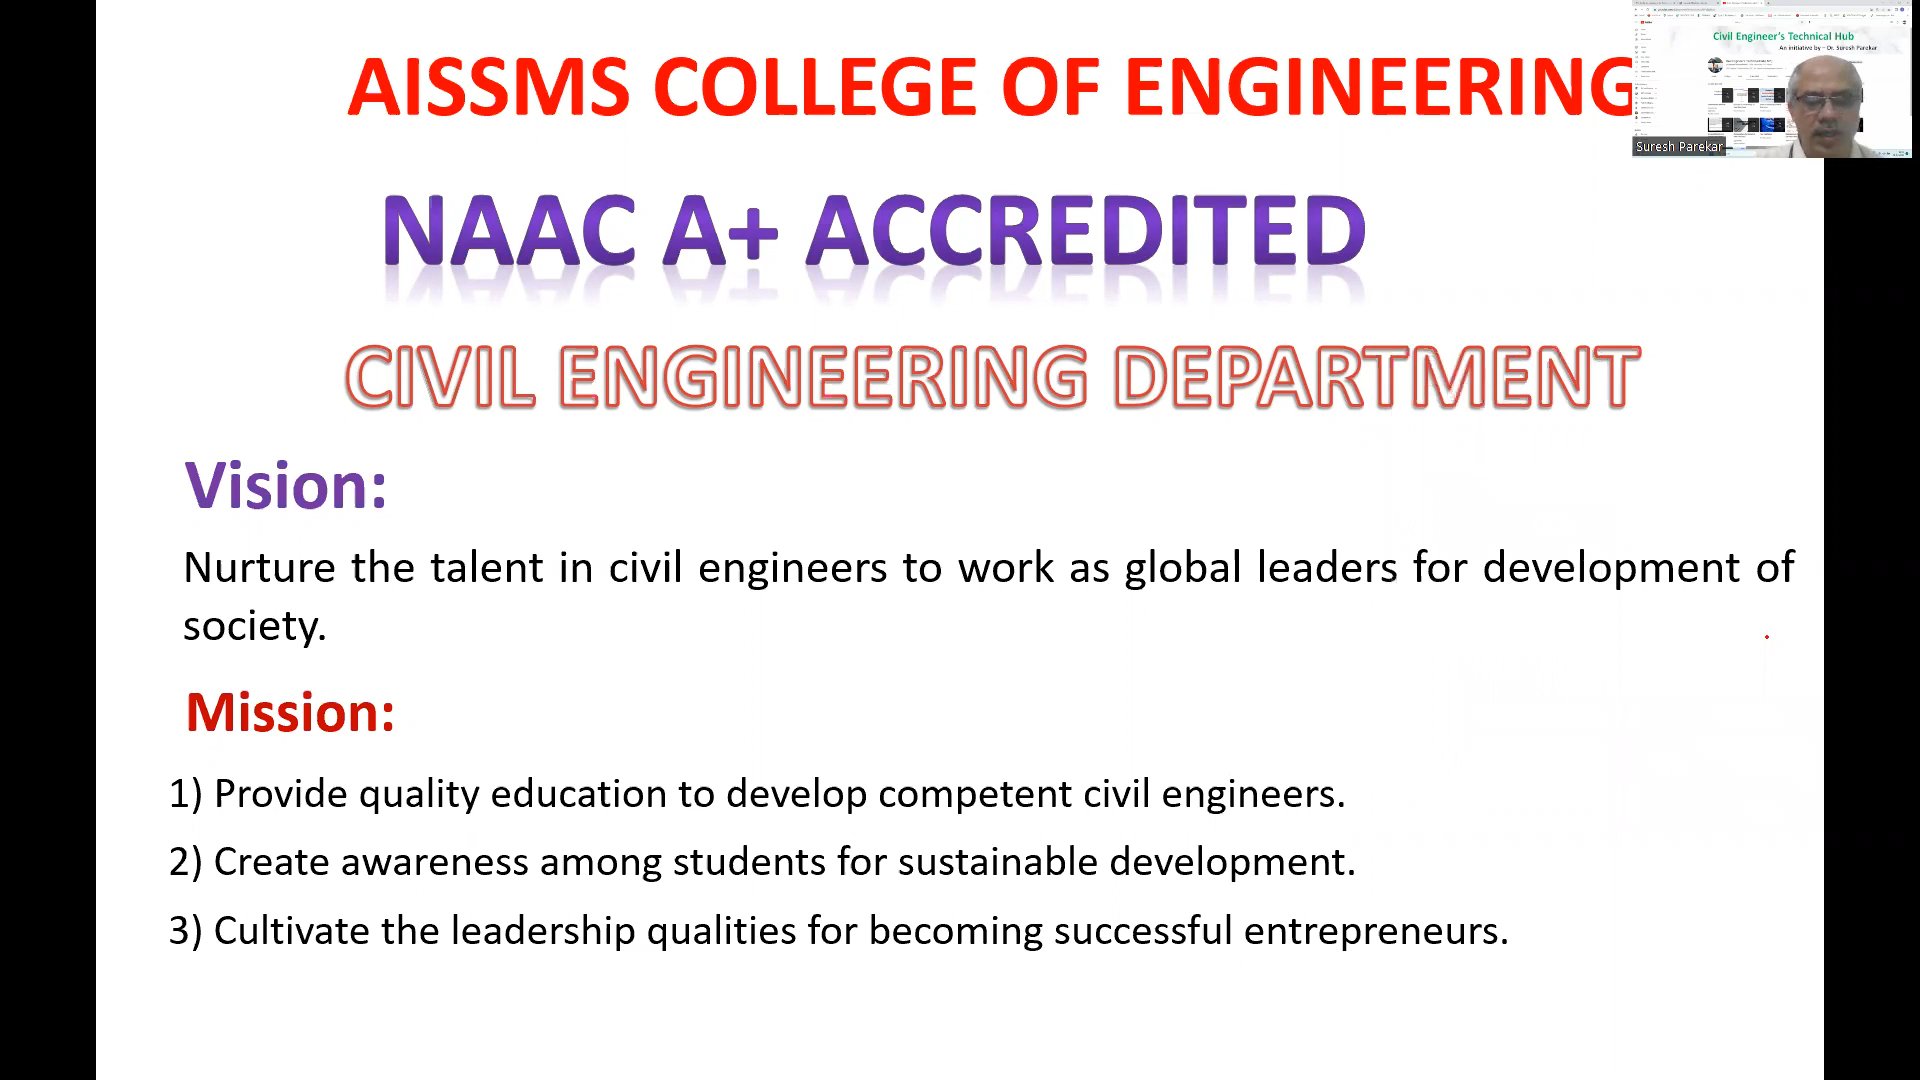 AISSMS COLLEGE OF ENGINEERING
Civil Engineer's Technical Hub
An initiative by – Dr. Suresh Parekar
Suresh Parekar
NAAC A+ ACCREDITED
CIVIL ENGINEERING DEPARTMENT
Vision:
Nurture the talent in civil engineers to work as global leaders for development of
society.
Mission:
1) Provide quality education to develop competent civil engineers.
2) Create awareness among students for sustainable development.
3) Cultivate the leadership qualities for becoming successful entrepreneurs.